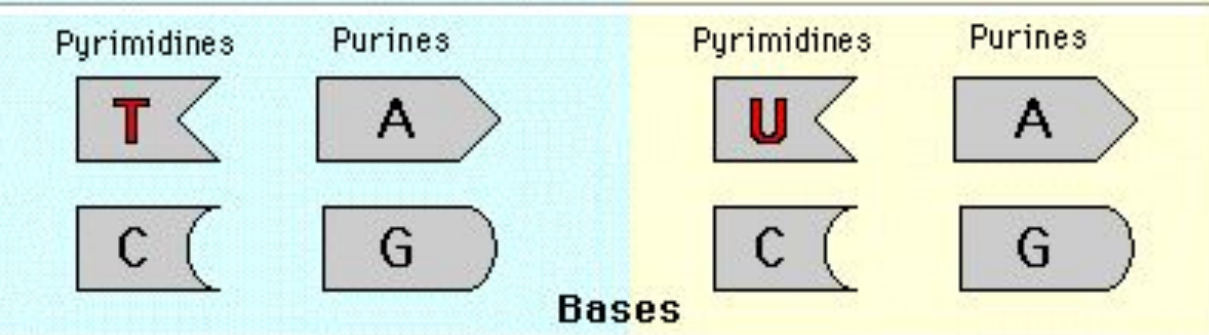 Pyrimidines Purines Pyrimidines Purines
T A U A
C G C G
Bases